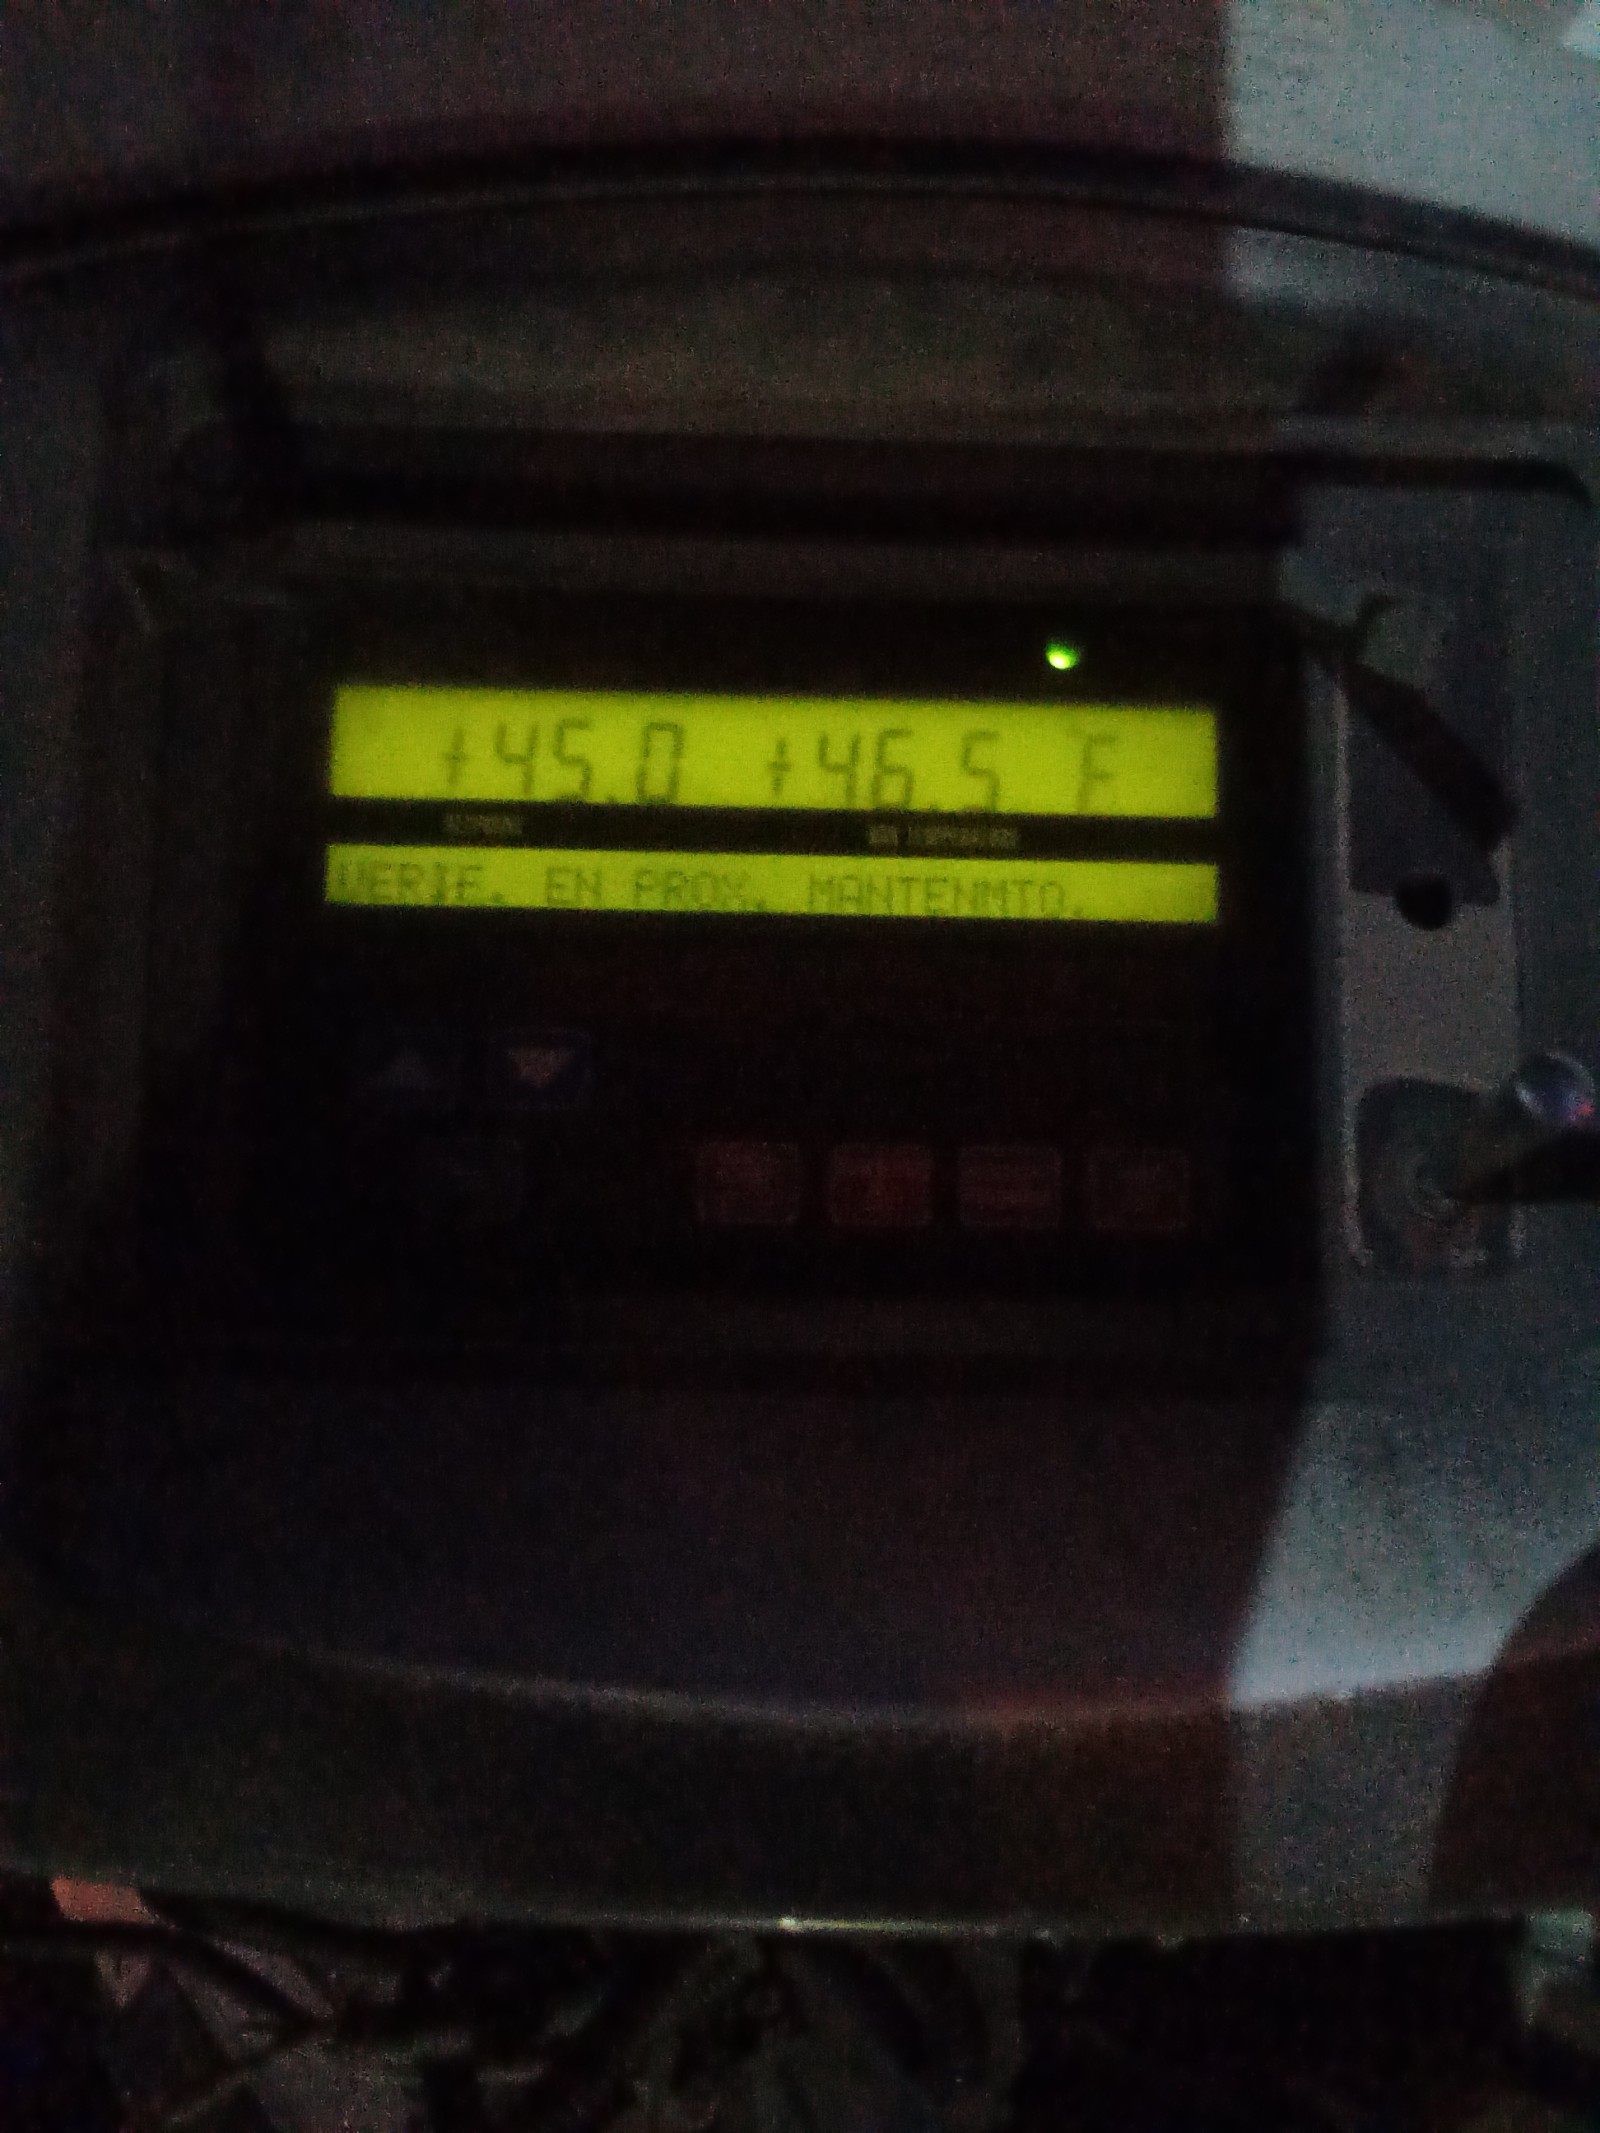 +45.0 +46.5 F
VERIF. EN PROX. MANTENMTO.